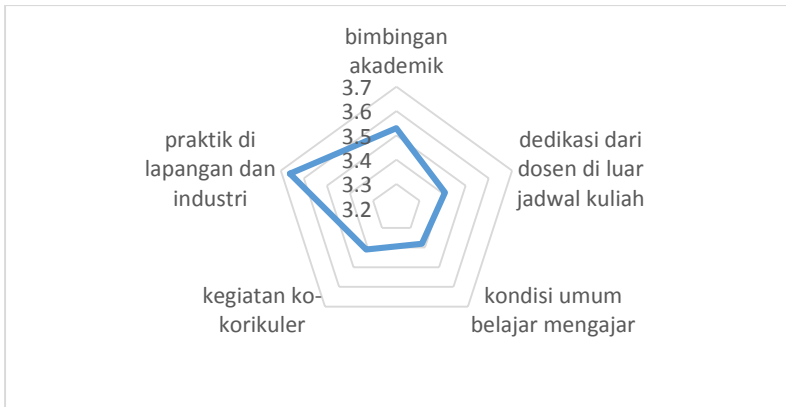 bimbingan
akademik
3.7
3.6
3.5
3.4
3.3
3.2
dedikasi dari
dosen di luar
jadwal kuliah
kondisi umum
belajar mengajar
kegiatan ko-
korikuler
praktik di
lapangan dan
industri